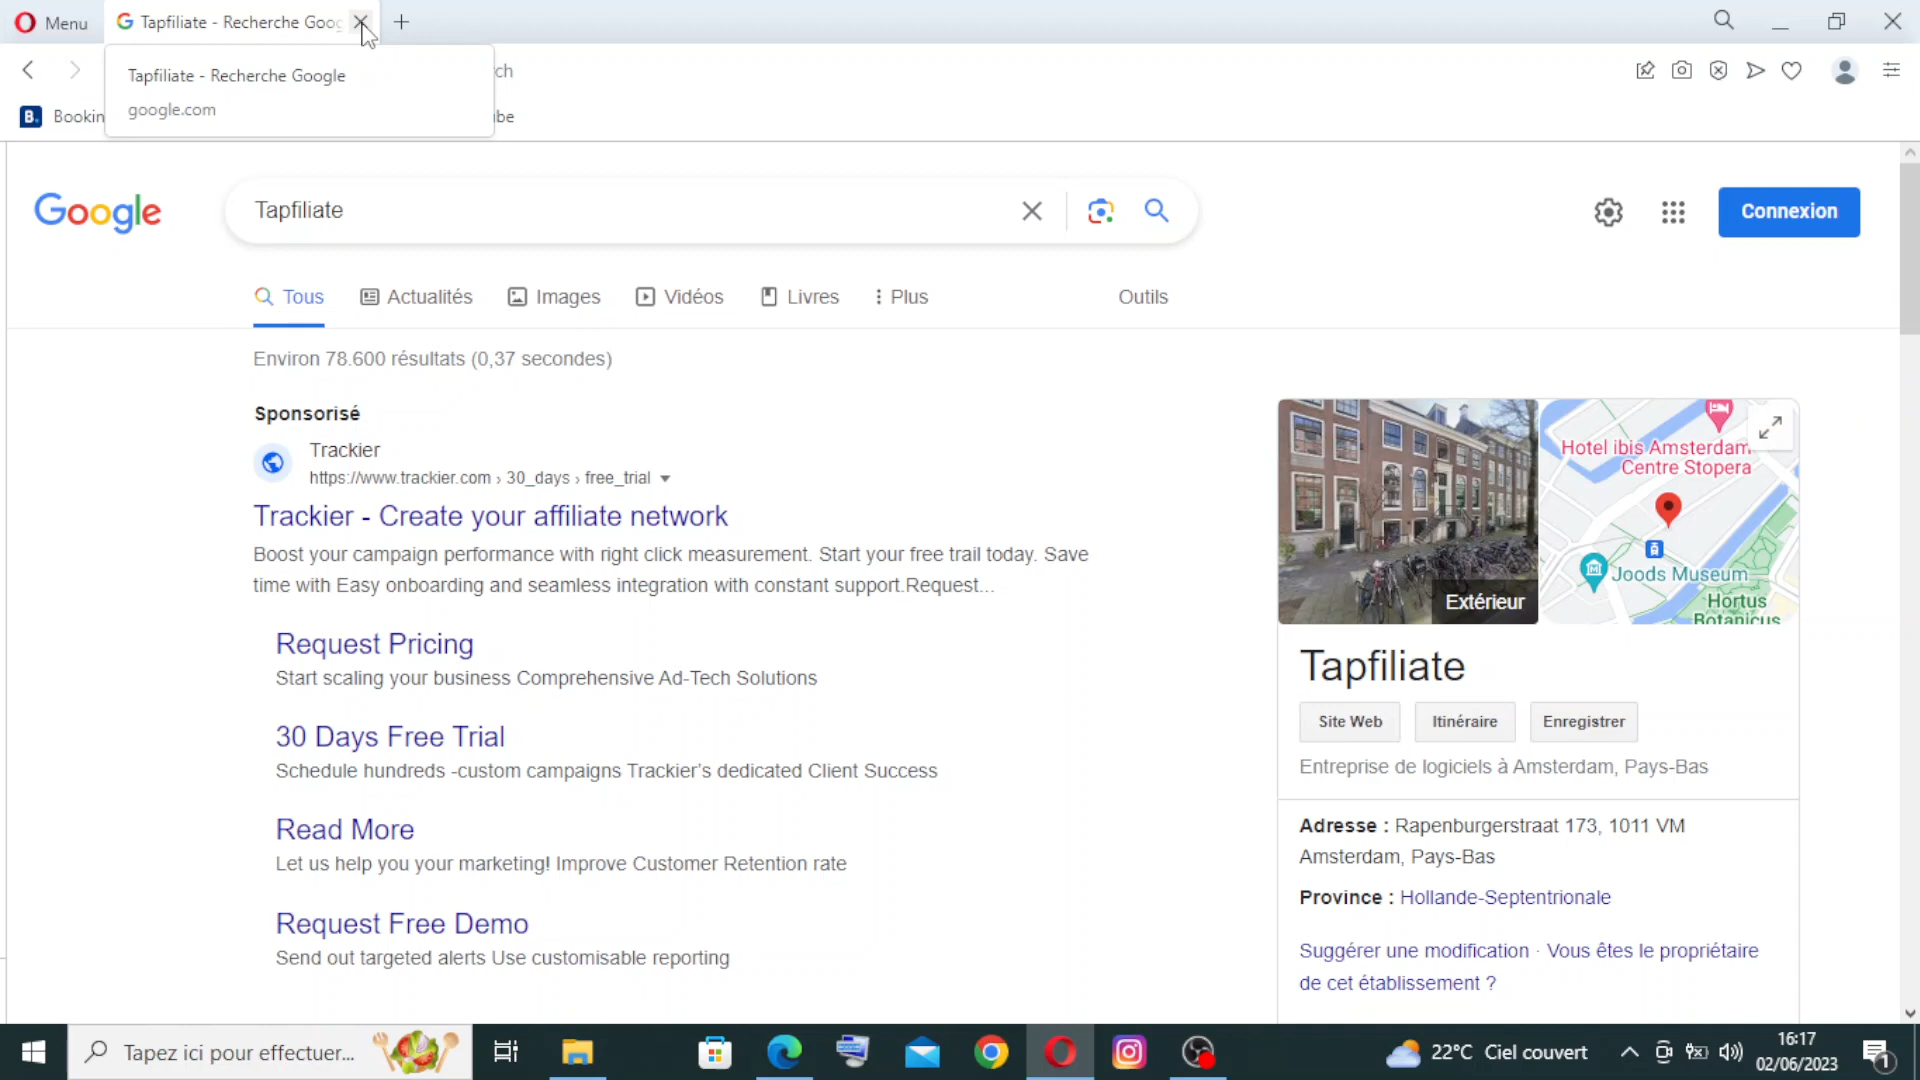 Menu
Tapfiliate - Recherche Goog
Tapfiliate - Recherche Google
google.com
ch
B. Bookin
be
Google
Tapfiliate
Connexion
Tous
Actualités
Images
Vidéos
Livres
Plus
Outils
Environ 78.600 résultats (0,37 secondes)
Sponsorisé
Trackier
https://www.trackier.com › 30_days › free_trial
Trackier - Create your affiliate network
Boost your campaign performance with right click measurement. Start your free trail today. Save
time with Easy onboarding and seamless integration with constant support.Request...
Request Pricing
Start scaling your business Comprehensive Ad-Tech Solutions
30 Days Free Trial
Schedule hundreds -custom campaigns Trackier's dedicated Client Success
Read More
Let us help you your marketing! Improve Customer Retention rate
Request Free Demo
Send out targeted alerts Use customisable reporting
Extérieur
Hotel ibis Amsterdam
Centre Stopera
Joods Museum
Hortus
Botanicus
Tapfiliate
Site Web
Itinéraire
Enregistrer
Entreprise de logiciels à Amsterdam, Pays-Bas
Adresse : Rapenburgerstraat 173, 1011 VM
Amsterdam, Pays-Bas
Province : Hollande-Septentrionale
Suggérer une modification · Vous êtes le propriétaire
de cet établissement ?
Tapez ici pour effectuer...
22°C Ciel couvert
16:17
02/06/2023
1